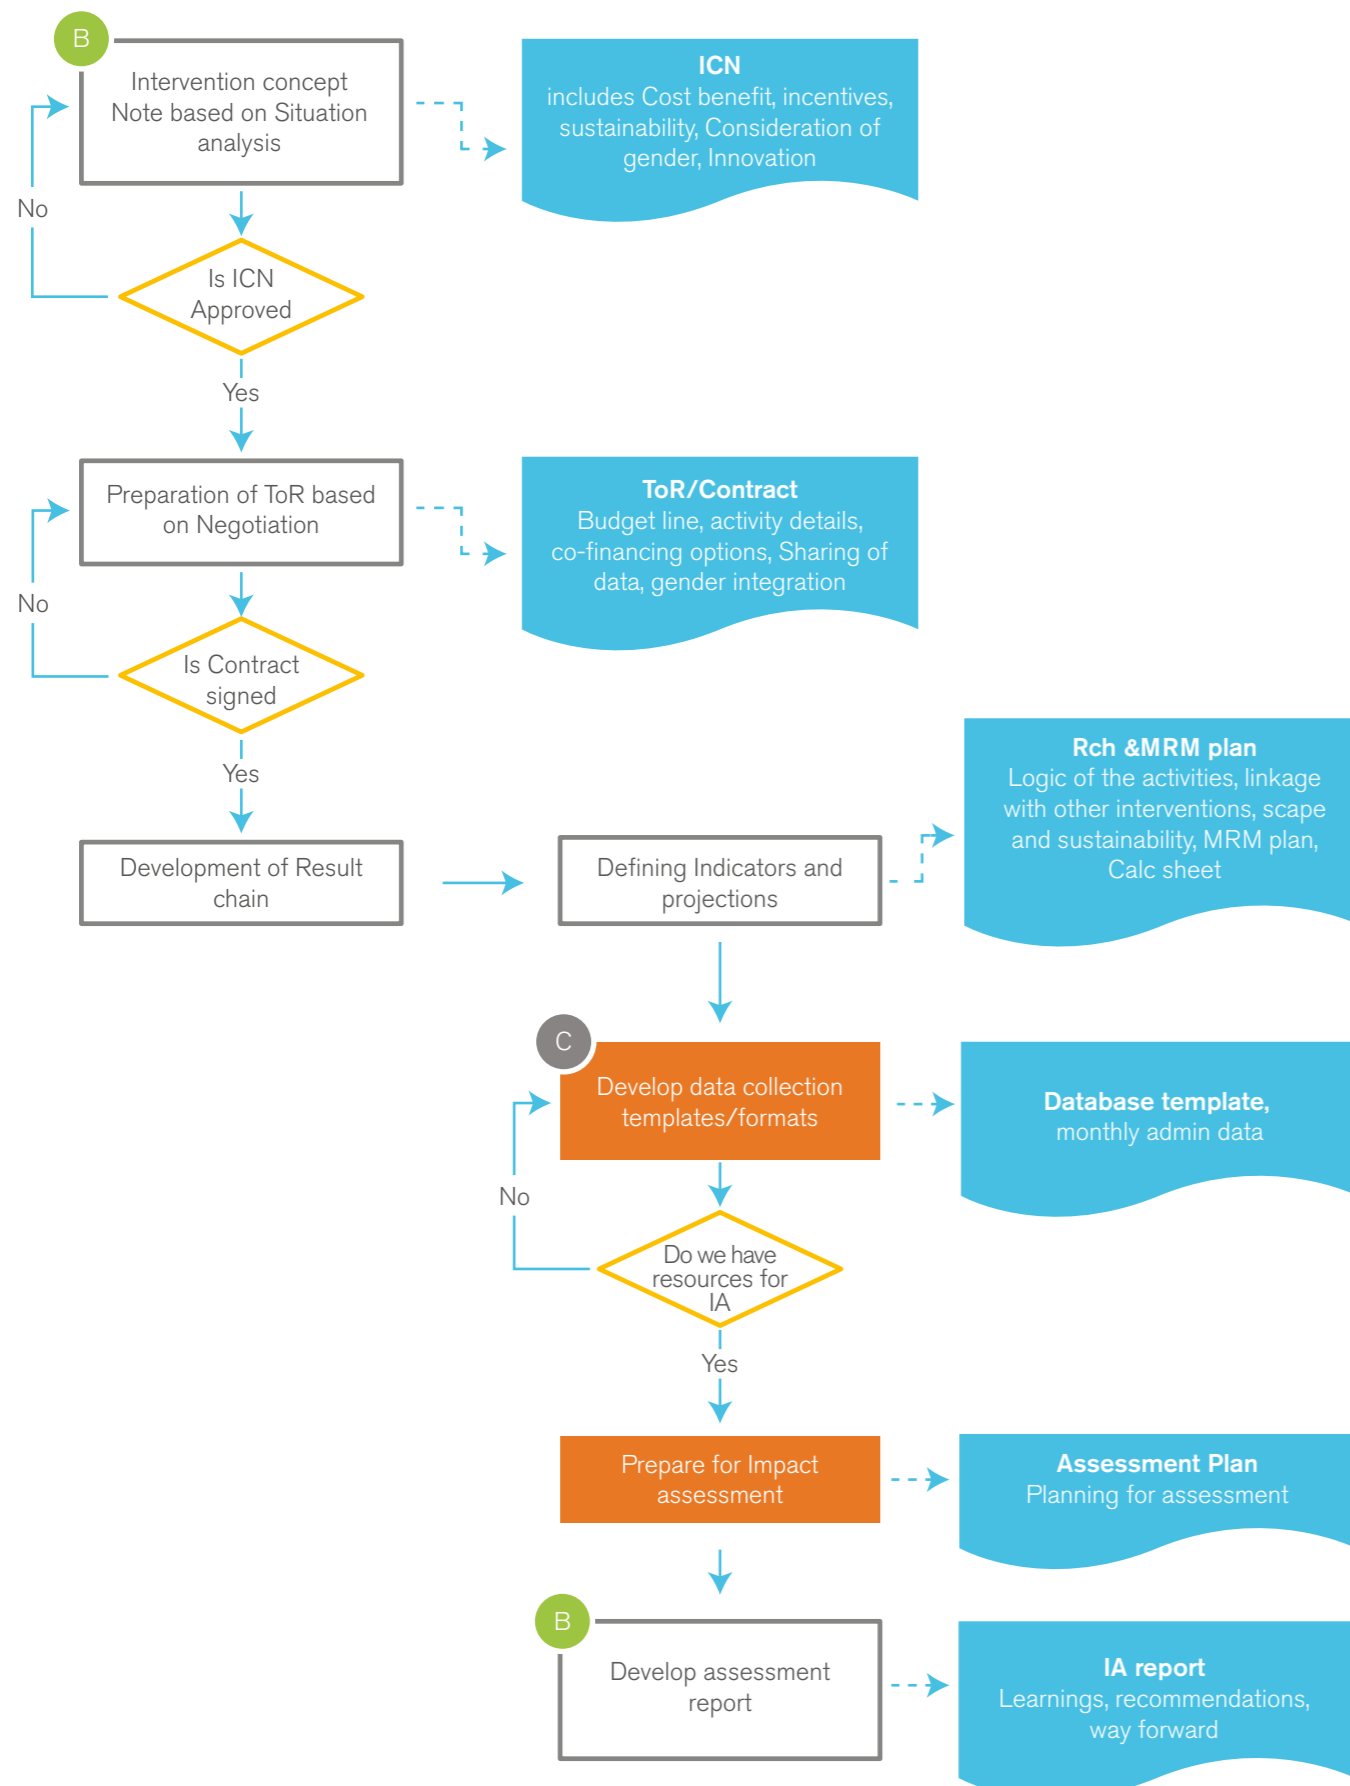 B
Intervention concept
Note based on Situation
analysis
ICN
includes Cost benefit, incentives,
sustainability, Consideration of
gender, Innovation
No
Is ICN
Approved
Yes
Preparation of ToR based
on Negotiation
ToR/Contract
Budget line, activity details,
co-financing options, Sharing of
data, gender integration
No
Is Contract
signed
Yes
Development of Result
chain
Defining Indicators and
projections
Rch &MRM plan
Logic of the activities, linkage
with other interventions, scape
and sustainability, MRM plan,
Calc sheet
C
Develop data collection
templates/formats
Database template,
monthly admin data
No
Do we have
resources for
IA
Yes
Prepare for Impact
assessment
Assessment Plan
Planning for assessment
B
Develop assessment
report
IA report
Learnings, recommendations,
way forward